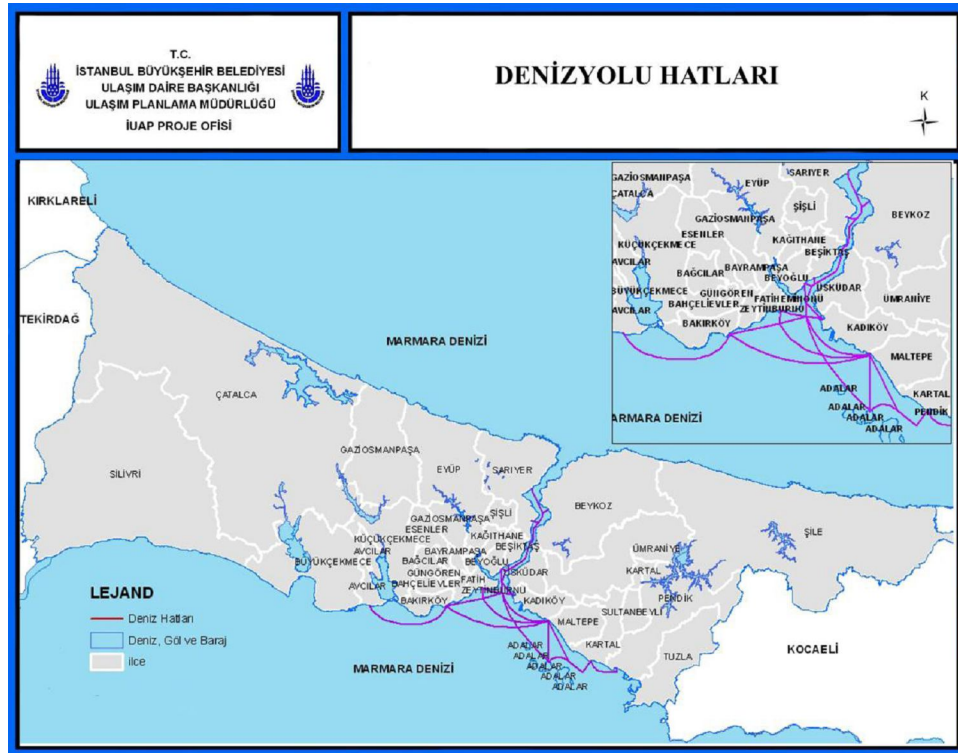 T.C.
İSTANBUL BÜYÜKŞEHİR BELEDİYESİ
ULAŞIM DAİRE BAŞKANLIĞI
ULAŞIM PLANLAMA MÜDÜRLÜĞÜ
İUAP PROJE OFİSİ
DENİZYOLU HATLARI
K
KIRKLARELİ
TEKİRDAĞ
MARMARA DENİZİ
ÇATALCA
SİLİVRİ
GAZİOSMANPAŞA
EYÜP
SARIYER
BEYKOZ
ŞİLE
GAZİOSMANPAŞA
ŞİŞLİ
ESENLER
KAĞITHANE
KÜÇÜKÇEKMECE
BEŞİKTAŞ
AVCILAR
BAYRAMPAŞA
ÜMRANİYE
BÜYÜKÇEKMECE
BAĞCILAR
BEYOĞLU
KARTAL
GÜNGÖREN
ÜSKÜDAR
AVCILAR
BAHÇELİEVLER
FATİH
ZEYTİNBURNU
PENDİK
BAKIRKÖY
KADIKÖY
SULTANBEYLİ
MALTEPE
KARTAL
TUZLA
KOCAELİ
ADALAR
ADALAR
ADALAR
ADALAR
ADALAR
MARMARA DENİZİ
LEJAND
Deniz Hatları
Deniz, Göl ve Baraj
ilce
GAZİOSMANPAŞA
ÇATALCA
EYÜP
SARIYER
ŞİŞLİ
BEYKOZ
GAZİOSMANPAŞA
ESENLER
KÜÇÜKÇEKMECE
KAĞITHANE
BEŞİKTAŞ
AVCILAR
BAĞCILAR
BAYRAMPAŞA
BEYOĞLU
BÜYÜKÇEKMECE
GÜNGÖREN
ÜSKÜDAR
ÜMRANİYE
AVCILAR
BAHÇELİEVLER
FATİH
EMİNÖNÜ
ZEYTİNBURNU
BAKIRKÖY
KADIKÖY
MALTEPE
ADALAR
KARTAL
ADALAR
PENDİK
ADALAR
ADALAR
ARMARA DENİZİ